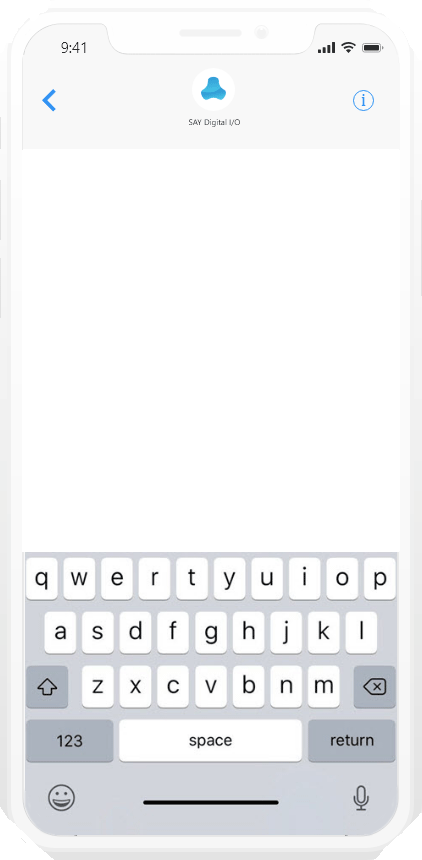 9:41
SAY Digital I/O
q w e r t y u i o p
a s d f g h j k l
z x c v b n m
123 space return